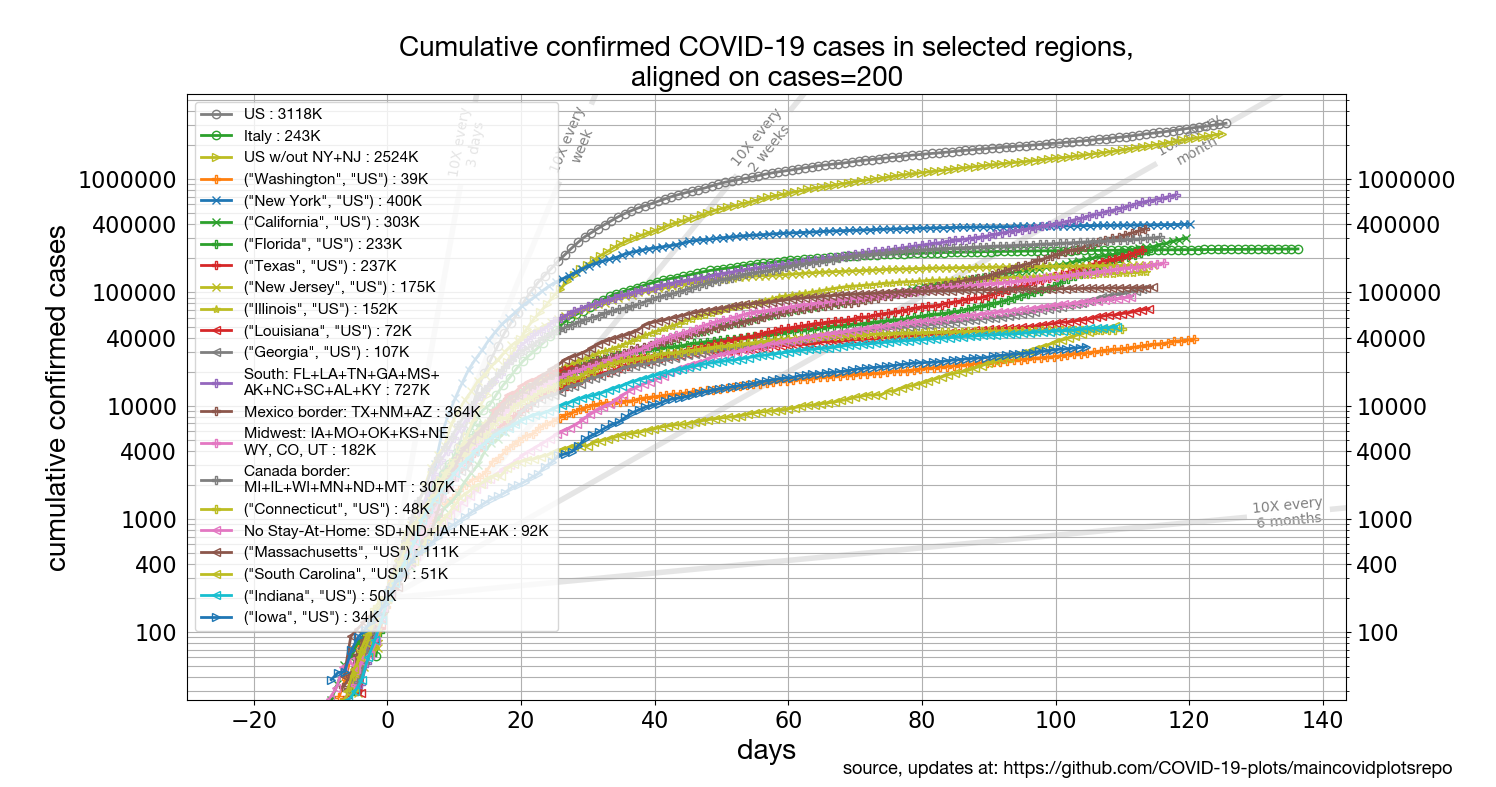 Cumulative confirmed COVID-19 cases in selected regions,
aligned on cases=200
cumulative confirmed cases
1000000
400000
100000
40000
10000
4000
1000
400
100
US : 3118K
Italy : 243K
US w/out NY+NJ : 2524K
("Washington", "US") : 39K
("New York", "US") : 400K
("California", "US") : 303K
("Florida", "US") : 233K
("Texas", "US") : 237K
("New Jersey", "US") : 175K
("Illinois", "US") : 152K
("Louisiana", "US") : 72K
("Georgia", "US") : 107K
South: FL+LA+TN+GA+MS+
AK+NC+SC+AL+KY : 727K
Mexico border: TX+NM+AZ : 364K
Midwest: IA+MO+OK+KS+NE
WY, CO, UT : 182K
Canada border:
MI+IL+WI+MN+ND+MT : 307K
("Connecticut", "US") : 48K
No Stay-At-Home: SD+ND+IA+NE+AK : 92K
("Massachusetts", "US") : 111K
("South Carolina", "US") : 51K
("Indiana", "US") : 50K
("Iowa", "US") : 34K
10X every
3 days
10X every
week
10X every
2 weeks
month
10X every
6 months
1000000
400000
100000
40000
10000
4000
1000
400
100
−20
0
20
40
60
80
100
120
140
days
source, updates at: https://github.com/COVID-19-plots/maincovidplotsrepo